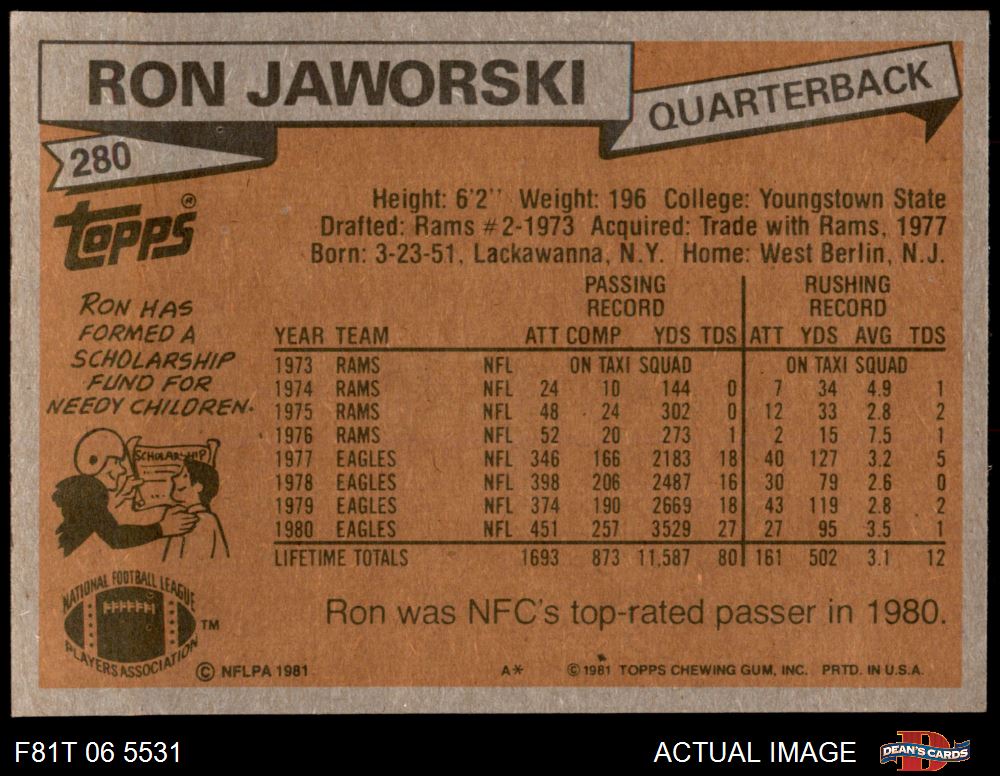 RON JAWORSKI
QUARTERBACK
280
TOPPS®
Height: 6'2'' Weight: 196 College: Youngstown State
Drafted: Rams #2-1973 Acquired: Trade with Rams, 1977
Born: 3-23-51, Lackawanna, N.Y. Home: West Berlin, N.J.
RON HAS
FORMED A
SCHOLARSHIP
FUND FOR
NEEDY CHILDREN.
SCHOLARSHIP
PASSING RECORD RUSHING RECORD
YEAR TEAM ATT COMP YDS TDS ATT YDS AVG TDS
1973 RAMS NFL ON TAXI SQUAD ON TAXI SQUAD
1974 RAMS NFL 24 10 144 0 7 34 4.9 1
1975 RAMS NFL 48 24 302 0 12 33 2.8 2
1976 RAMS NFL 52 20 273 1 2 15 7.5 1
1977 EAGLES NFL 346 166 2183 18 40 127 3.2 5
1978 EAGLES NFL 398 206 2487 16 30 79 2.6 0
1979 EAGLES NFL 374 190 2669 18 43 119 2.8 2
1980 EAGLES NFL 451 257 3529 27 27 95 3.5 1
LIFETIME TOTALS 1693 873 11,587 80 161 502 3.1 12
Ron was NFC's top-rated passer in 1980.
NATIONAL FOOTBALL LEAGUE
PLAYERS ASSOCIATION
TM
© NFLPA 1981 A* © 1981 TOPPS CHEWING GUM, INC. PRTD. IN U.S.A.
F81T 06 5531 ACTUAL IMAGE DEAN'S CARDS